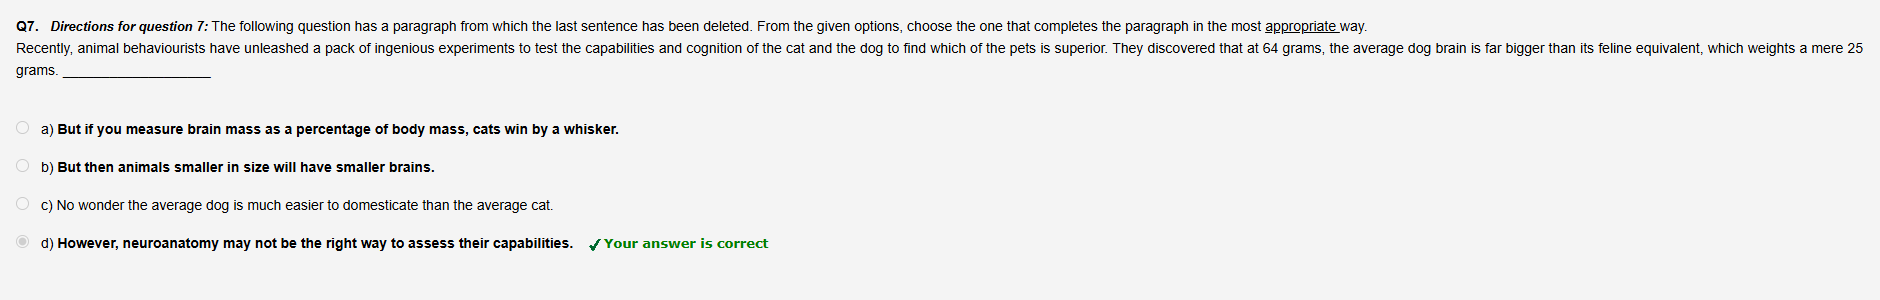 Q7. Directions for question 7: The following question has a paragraph from which the last sentence has been deleted. From the given options, choose the one that completes the paragraph in the most appropriate way.
Recently, animal behaviourists have unleashed a pack of ingenious experiments to test the capabilities and cognition of the cat and the dog to find which of the pets is superior. They discovered that at 64 grams, the average dog brain is far bigger than its feline equivalent, which weights a mere 25
grams. ____________________
a) But if you measure brain mass as a percentage of body mass, cats win by a whisker.
b) But then animals smaller in size will have smaller brains.
c) No wonder the average dog is much easier to domesticate than the average cat.
d) However, neuroanatomy may not be the right way to assess their capabilities. ✓Your answer is correct